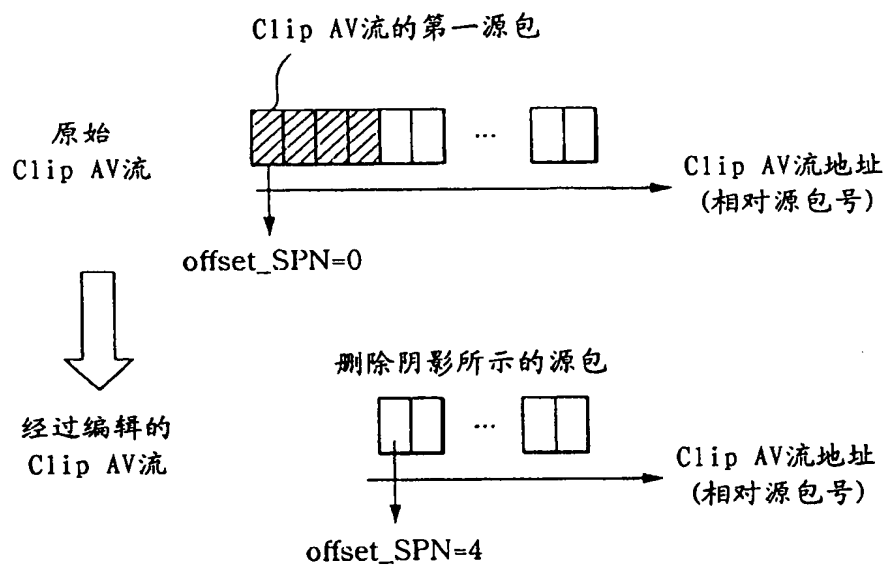 Clip AV流的第一源包
原始
Clip AV流
...
Clip AV流地址
(相对源包号)
offset_SPN=0
删除阴影所示的源包
经过编辑的
Clip AV流
...
Clip AV流地址
(相对源包号)
offset_SPN=4